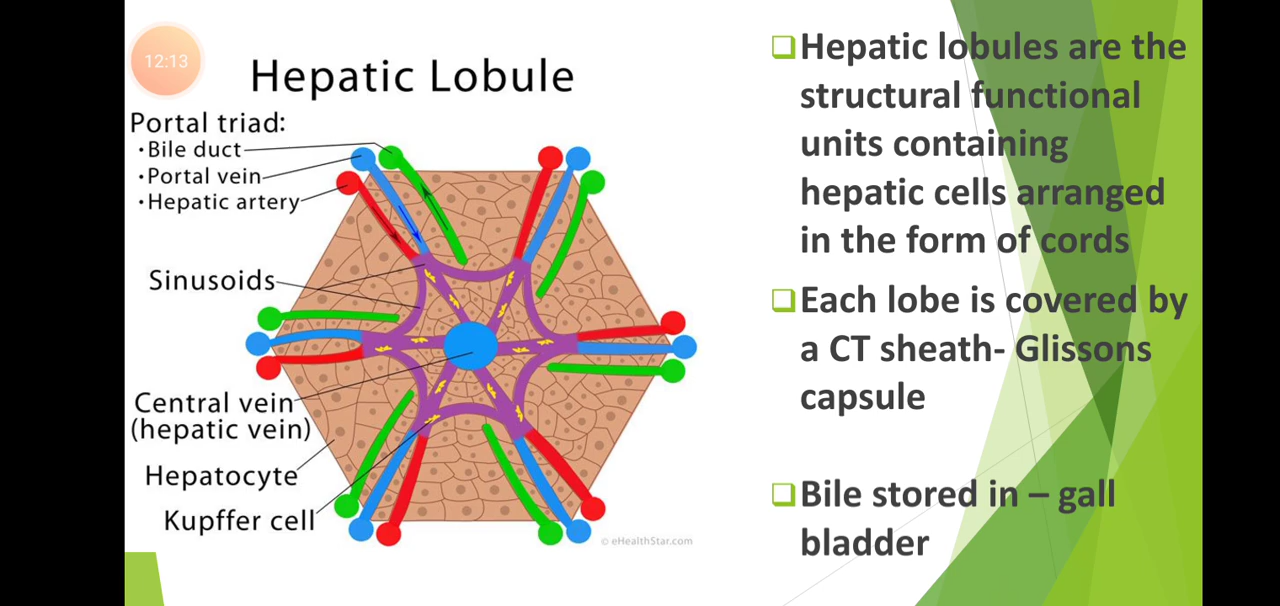 12:13
Hepatic Lobule
Portal triad:
•Bile duct
•Portal vein
•Hepatic artery
Sinusoids
Central vein
(hepatic vein)
Hepatocyte
Kupffer cell
© eHealthStar.com
Hepatic lobules are the
structural functional
units containing
hepatic cells arranged
in the form of cords
Each lobe is covered by
a CT sheath- Glissons
capsule
Bile stored in – gall
bladder